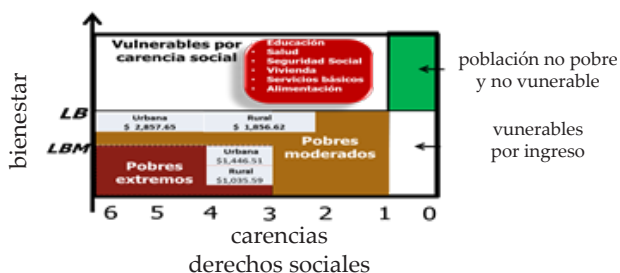 Vulnerables por
carencia social
• Educación
• Salud
• Seguridad Social
• Vivienda
• Servicios básicos
• Alimentación
población no pobre
y no vunerable
bienestar
LB
Urbana
$ 2,857.65
Rural
$ 1,856.62
vunerables
por ingreso
LBM
Pobres
moderados
Pobres
extremos
Urbana
$1,446.51
Rural
$1,035.59
6 5 4 3 2 1 0
carencias
derechos sociales